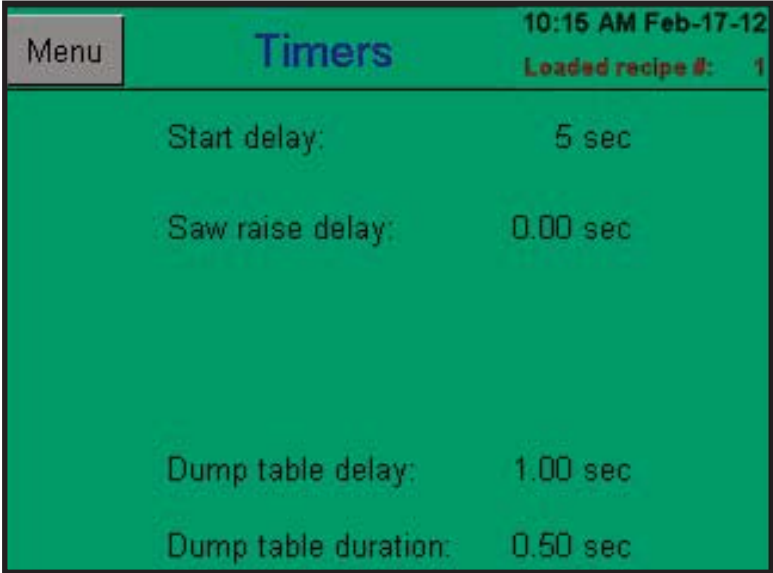 Menu
Timers
10:15 AM Feb-17-12
Loaded recipe #: 1
Start delay: 5 sec
Saw raise delay: 0.00 sec
Dump table delay: 1.00 sec
Dump table duration: 0.50 sec